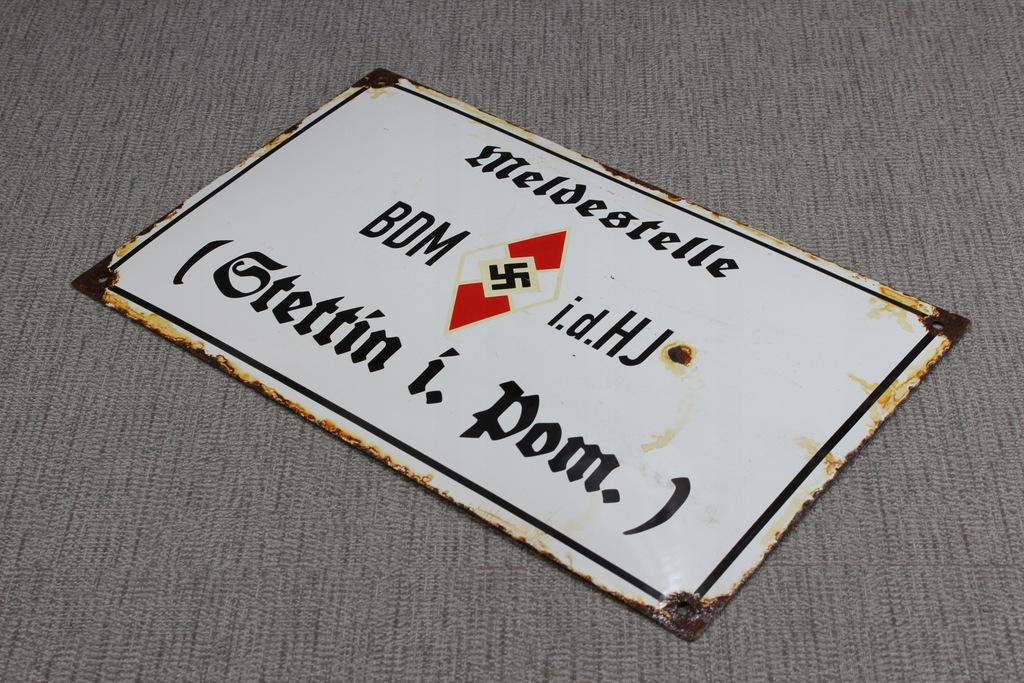 Meldestelle
BDM i.d.HJ
(Stettin i. Pom.)